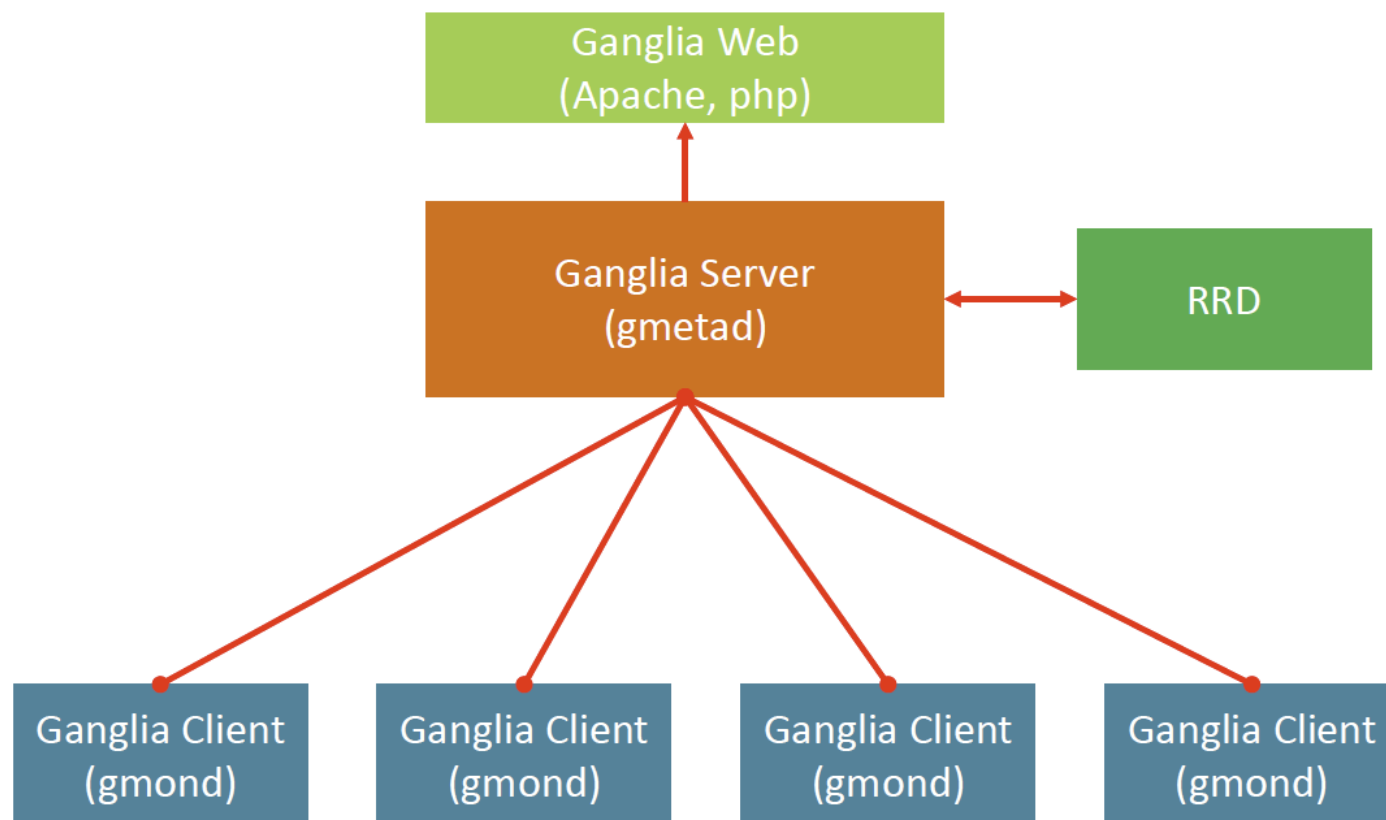 Ganglia Web
(Apache, php)
Ganglia Server
(gmetad)
RRD
Ganglia Client
(gmond)
Ganglia Client
(gmond)
Ganglia Client
(gmond)
Ganglia Client
(gmond)